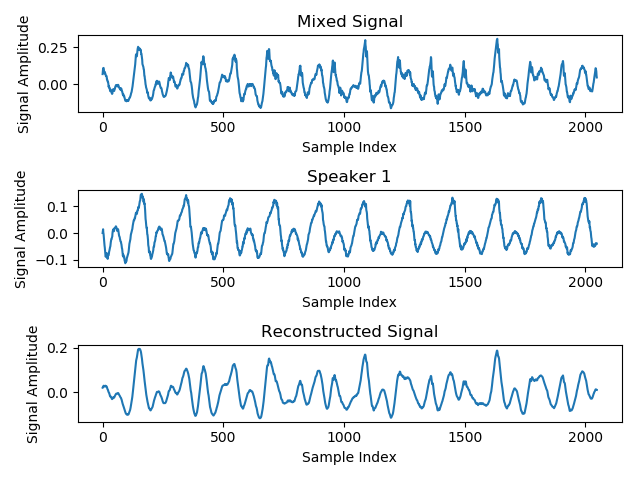 Mixed Signal
Signal Amplitude
0.25
0.00
0 500 1000 1500 2000
Sample Index
Speaker 1
Signal Amplitude
0.1
0.0
−0.1
0 500 1000 1500 2000
Sample Index
Reconstructed Signal
Signal Amplitude
0.2
0.0
0 500 1000 1500 2000
Sample Index